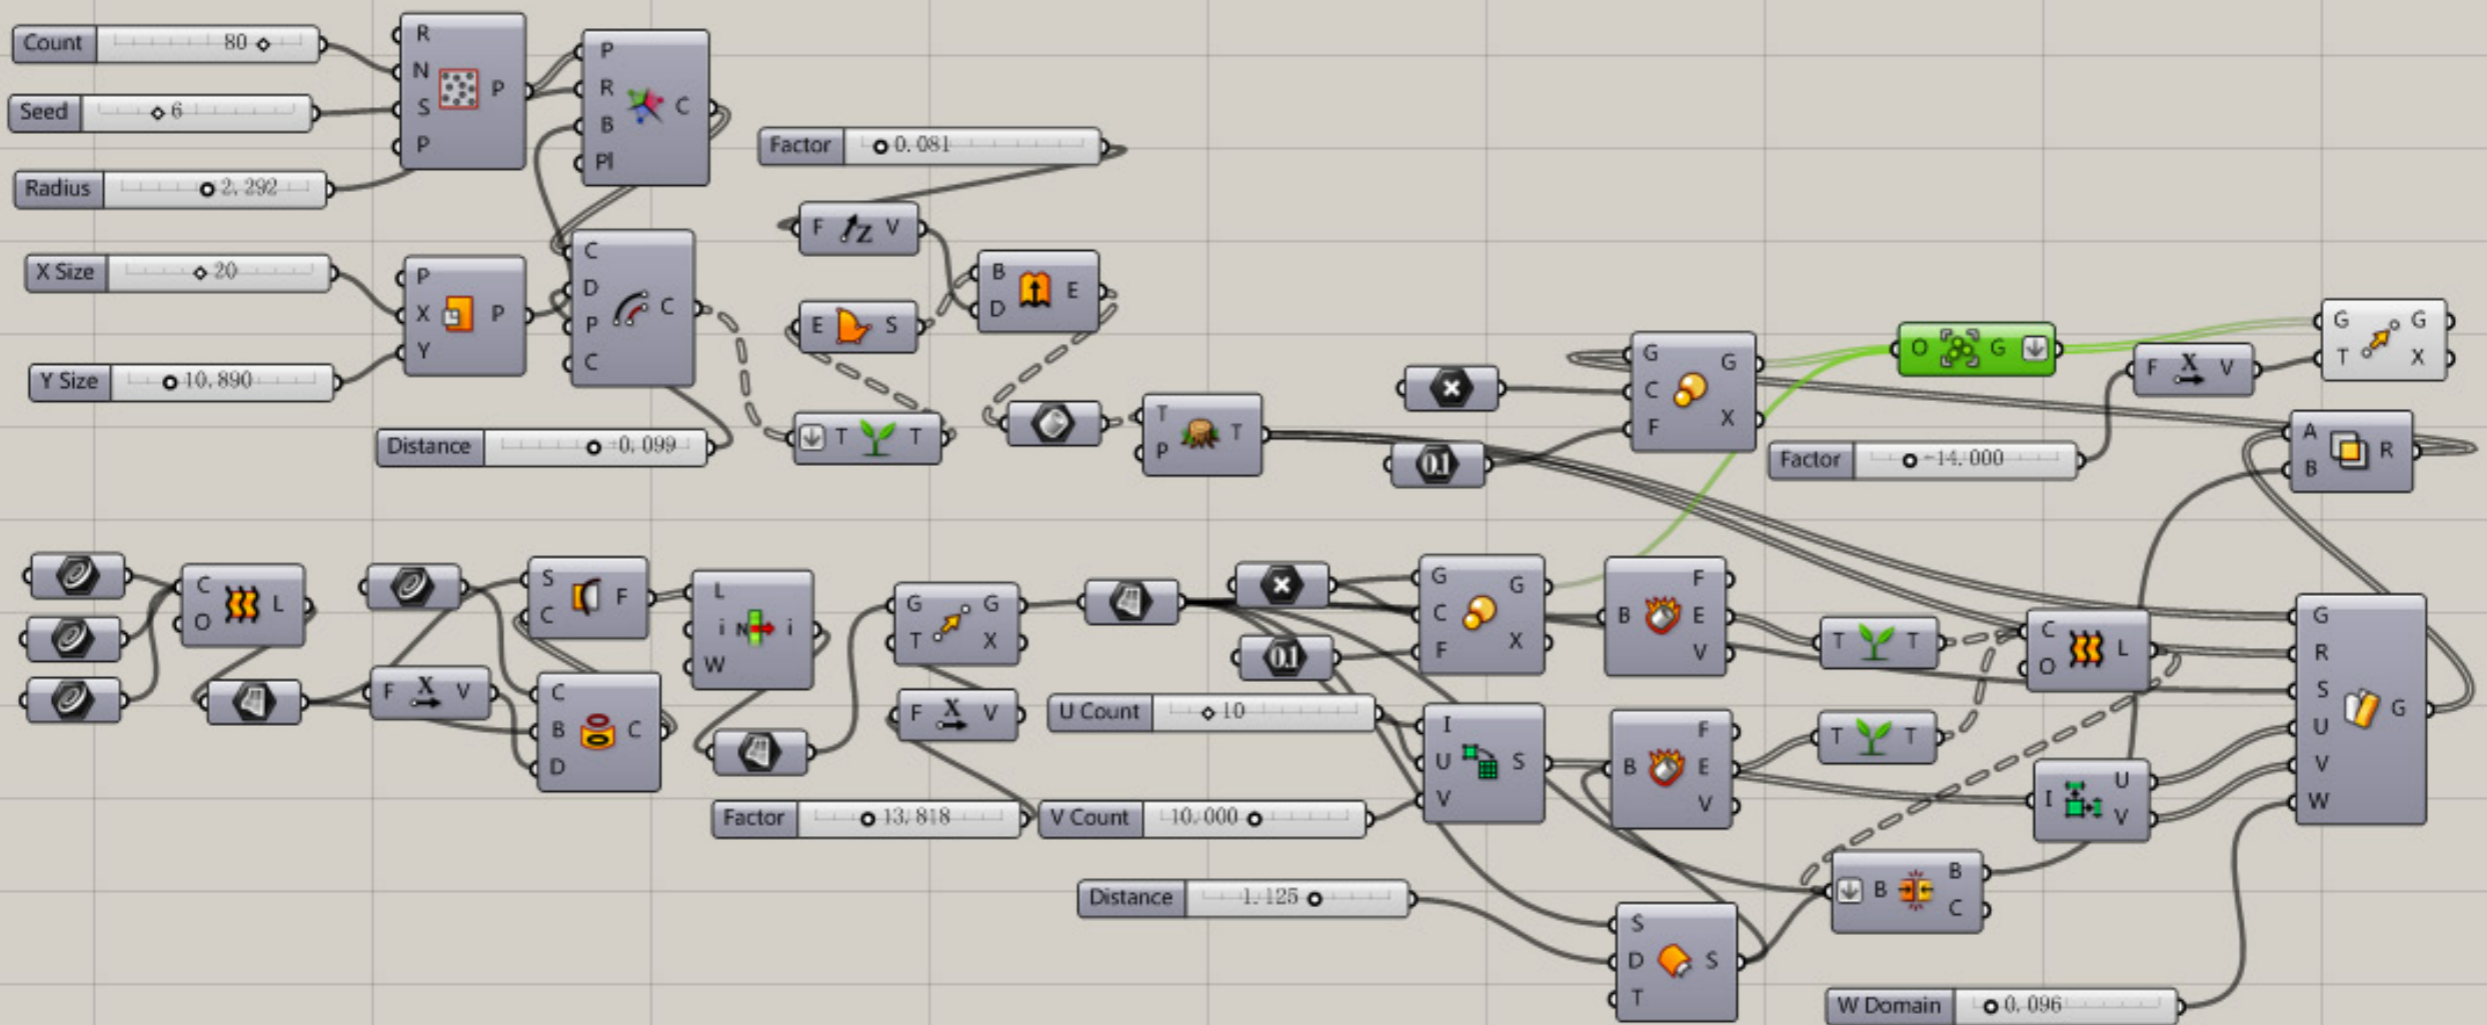 Count 80
Seed 6
Radius 2.292
X Size 20
Y Size 10.890
R
N
S
P
P
P
R
B
Pl
C
P
X
Y
P
C
D
P
C
C
Distance -0.099
Factor 0.081
F Z V
E S
B
D
E
T T
T
P
T
0.1
G
C
F
G
X
O G
F X V
G
T
G
X
Factor -14.000
A
B
R
C
O
L
F X V
S
C
F
C
B
D
C
L
i
W
N i
G
T
G
X
F X V
Factor 13.818
0.1
G
C
F
G
X
U Count 10
V Count 10.000
I
U
V
S
B
F
E
V
B
F
E
V
T T
T T
C
O
L
I
U
V
G
R
S
U
V
W
G
Distance 1.125
S
D
T
S
B
B
C
W Domain 0.096